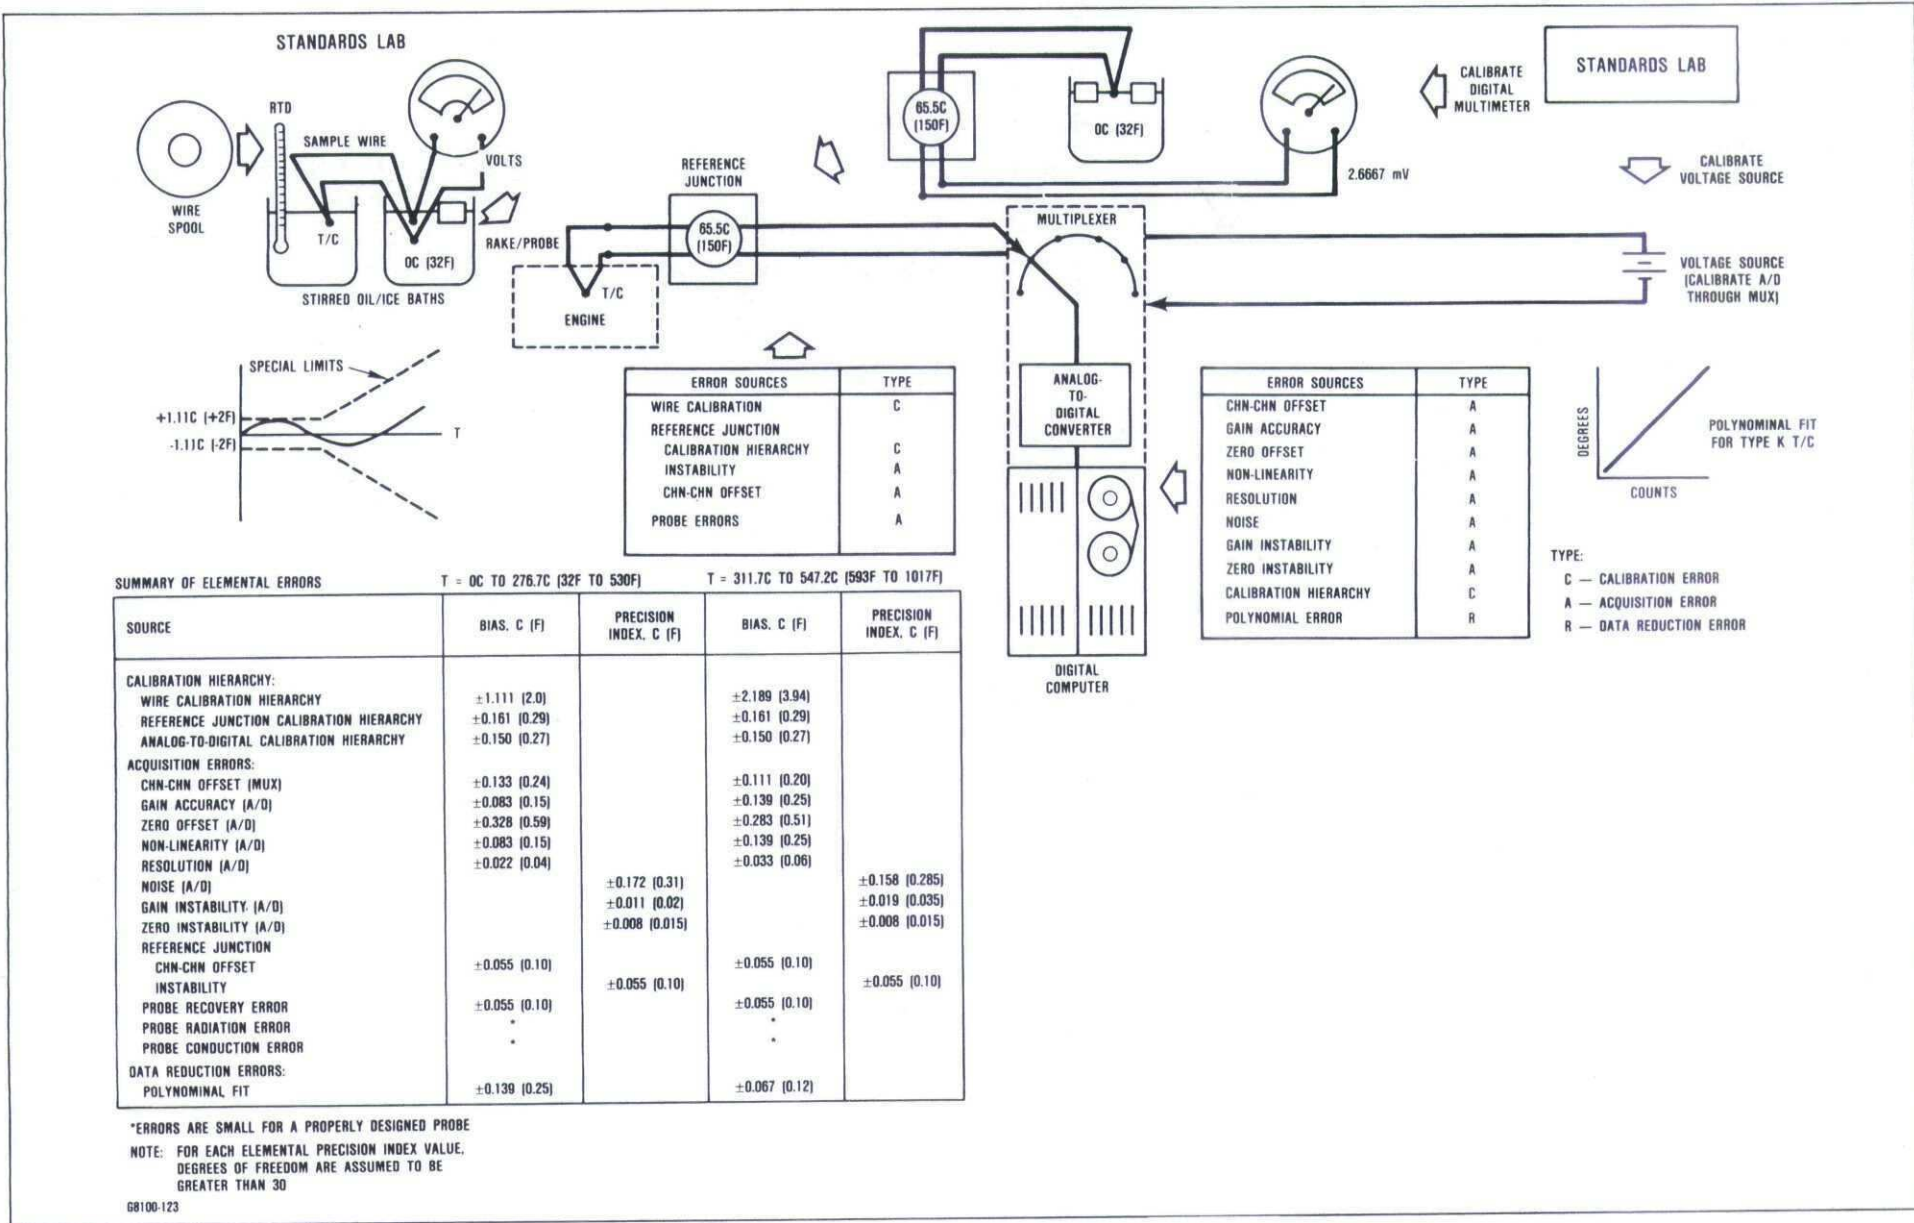 STANDARDS LAB
RTD
SAMPLE WIRE
VOLTS
WIRE
SPOOL
T/C
OC (32F)
STIRRED OIL/ICE BATHS
65.5C
(150F)
OC (32F)
2.6667 mV
CALIBRATE
DIGITAL
MULTIMETER
STANDARDS LAB
CALIBRATE
VOLTAGE SOURCE
REFERENCE
JUNCTION
65.5C
(150F)
RAKE/PROBE
T/C
ENGINE
MULTIPLEXER
VOLTAGE SOURCE
(CALIBRATE A/D
THROUGH MUX)
ANALOG-
TO-
DIGITAL
CONVERTER
DIGITAL
COMPUTER
SPECIAL LIMITS
+1.11C (+2F)
-1.11C (-2F)
T
ERROR SOURCES TYPE
WIRE CALIBRATION C
REFERENCE JUNCTION
CALIBRATION HIERARCHY C
INSTABILITY A
CHN-CHN OFFSET A
PROBE ERRORS A
ERROR SOURCES TYPE
CHN-CHN OFFSET A
GAIN ACCURACY A
ZERO OFFSET A
NON-LINEARITY A
RESOLUTION A
NOISE A
GAIN INSTABILITY A
ZERO INSTABILITY A
CALIBRATION HIERARCHY C
POLYNOMIAL ERROR R
DEGREES
COUNTS
POLYNOMINAL FIT
FOR TYPE K T/C
TYPE:
C — CALIBRATION ERROR
A — ACQUISITION ERROR
R — DATA REDUCTION ERROR
SUMMARY OF ELEMENTAL ERRORS T = OC TO 276.7C (32F TO 530F) T = 311.7C TO 547.2C (593F TO 1017F)
SOURCE BIAS, C (F) PRECISION INDEX, C (F) BIAS, C (F) PRECISION INDEX, C (F)
CALIBRATION HIERARCHY:
WIRE CALIBRATION HIERARCHY ±1.111 (2.0) ±2.189 (3.94)
REFERENCE JUNCTION CALIBRATION HIERARCHY ±0.161 (0.29) ±0.161 (0.29)
ANALOG-TO-DIGITAL CALIBRATION HIERARCHY ±0.150 (0.27) ±0.150 (0.27)
ACQUISITION ERRORS:
CHN-CHN OFFSET (MUX) ±0.133 (0.24) ±0.111 (0.20)
GAIN ACCURACY (A/D) ±0.083 (0.15) ±0.139 (0.25)
ZERO OFFSET (A/D) ±0.328 (0.59) ±0.283 (0.51)
NON-LINEARITY (A/D) ±0.083 (0.15) ±0.139 (0.25)
RESOLUTION (A/D) ±0.022 (0.04) ±0.033 (0.06)
NOISE (A/D) ±0.172 (0.31) ±0.158 (0.285)
GAIN INSTABILITY (A/D) ±0.011 (0.02) ±0.019 (0.035)
ZERO INSTABILITY (A/D) ±0.008 (0.015) ±0.008 (0.015)
REFERENCE JUNCTION
CHN-CHN OFFSET ±0.055 (0.10) ±0.055 (0.10)
INSTABILITY ±0.055 (0.10) ±0.055 (0.10)
PROBE RECOVERY ERROR ±0.055 (0.10) ±0.055 (0.10)
PROBE RADIATION ERROR * *
PROBE CONDUCTION ERROR * *
DATA REDUCTION ERRORS:
POLYNOMINAL FIT ±0.139 (0.25) ±0.067 (0.12)
*ERRORS ARE SMALL FOR A PROPERLY DESIGNED PROBE
NOTE: FOR EACH ELEMENTAL PRECISION INDEX VALUE,
DEGREES OF FREEDOM ARE ASSUMED TO BE
GREATER THAN 30
G8100-123